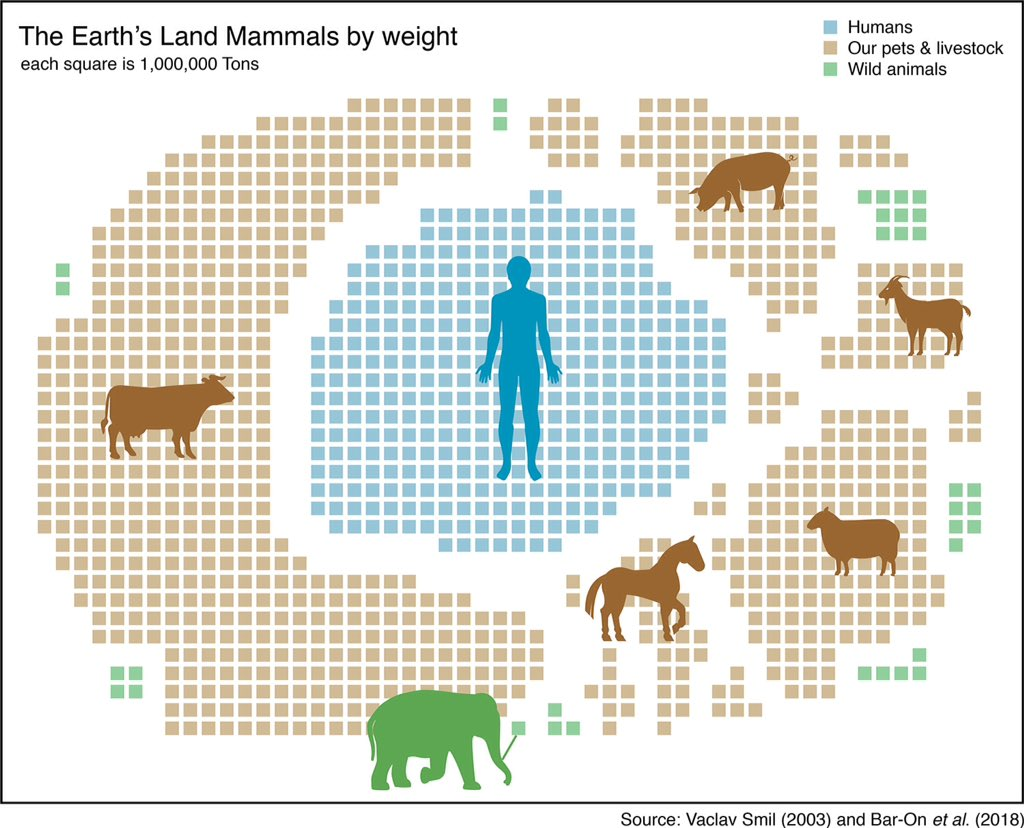 The Earth's Land Mammals by weight
each square is 1,000,000 Tons
Humans
Our pets & livestock
Wild animals
Source: Vaclav Smil (2003) and Bar-On et al. (2018)